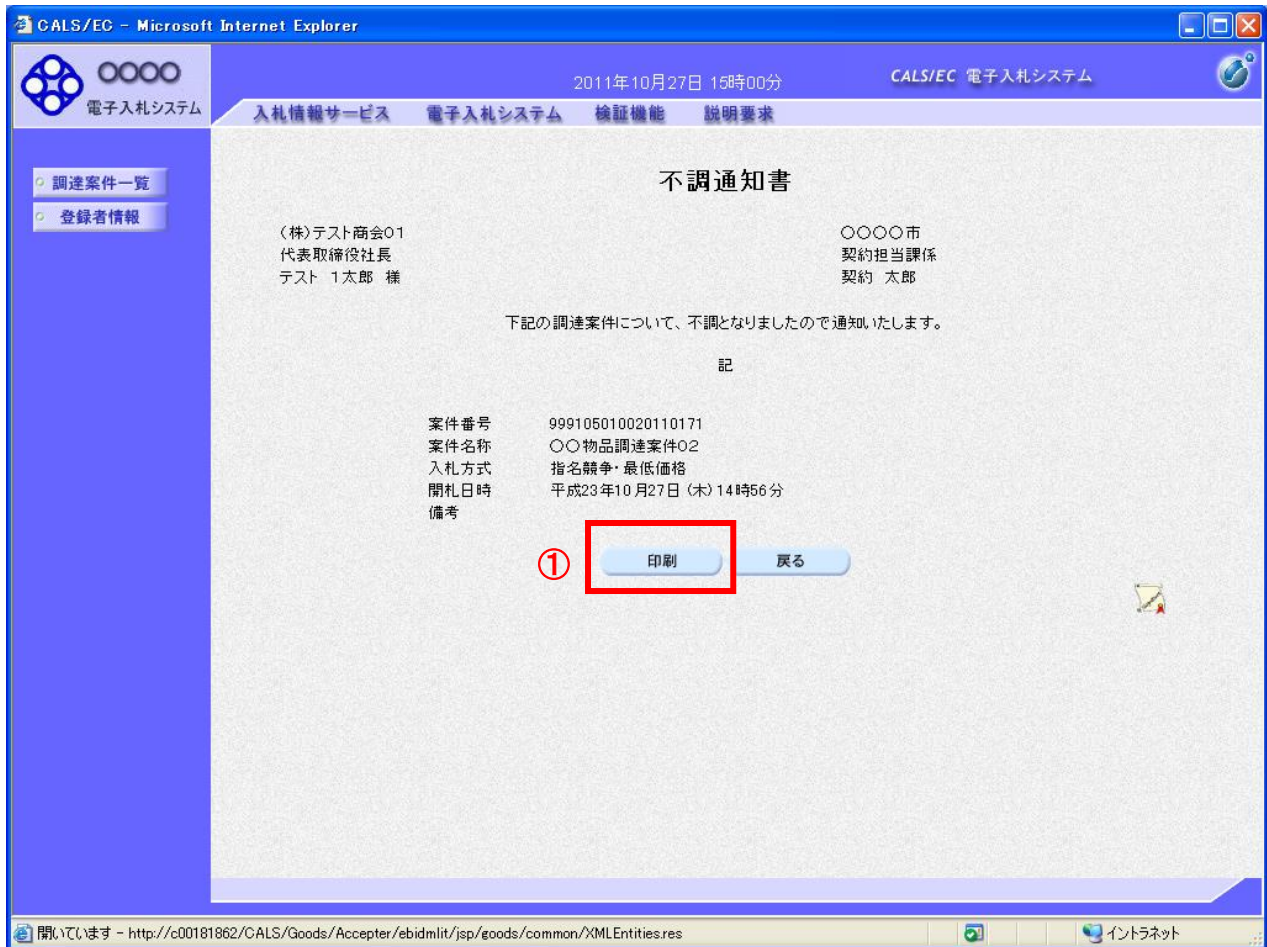 CALS/EC - Microsoft Internet Explorer
〇〇〇〇
電子入札システム
2011年10月27日 15時00分
CALS/EC 電子入札システム
入札情報サービス 電子入札システム 検証機能 説明要求
調達案件一覧
登録者情報
不調通知書
(株)テスト商会01
代表取締役社長
テスト 1太郎 様
〇〇〇〇市
契約担当課係
契約 太郎
下記の調達案件について、不調となりましたので通知いたします。
記
案件番号 999105010020110171
案件名称 〇〇物品調達案件02
入札方式 指名競争・最低価格
開札日時 平成23年10月27日 (木) 14時56分
備考
① 印刷 戻る
開いています - http://c00181862/CALS/Goods/Accepter/ebidmlit/jsp/goods/common/XMLEntities.res
イントラネット